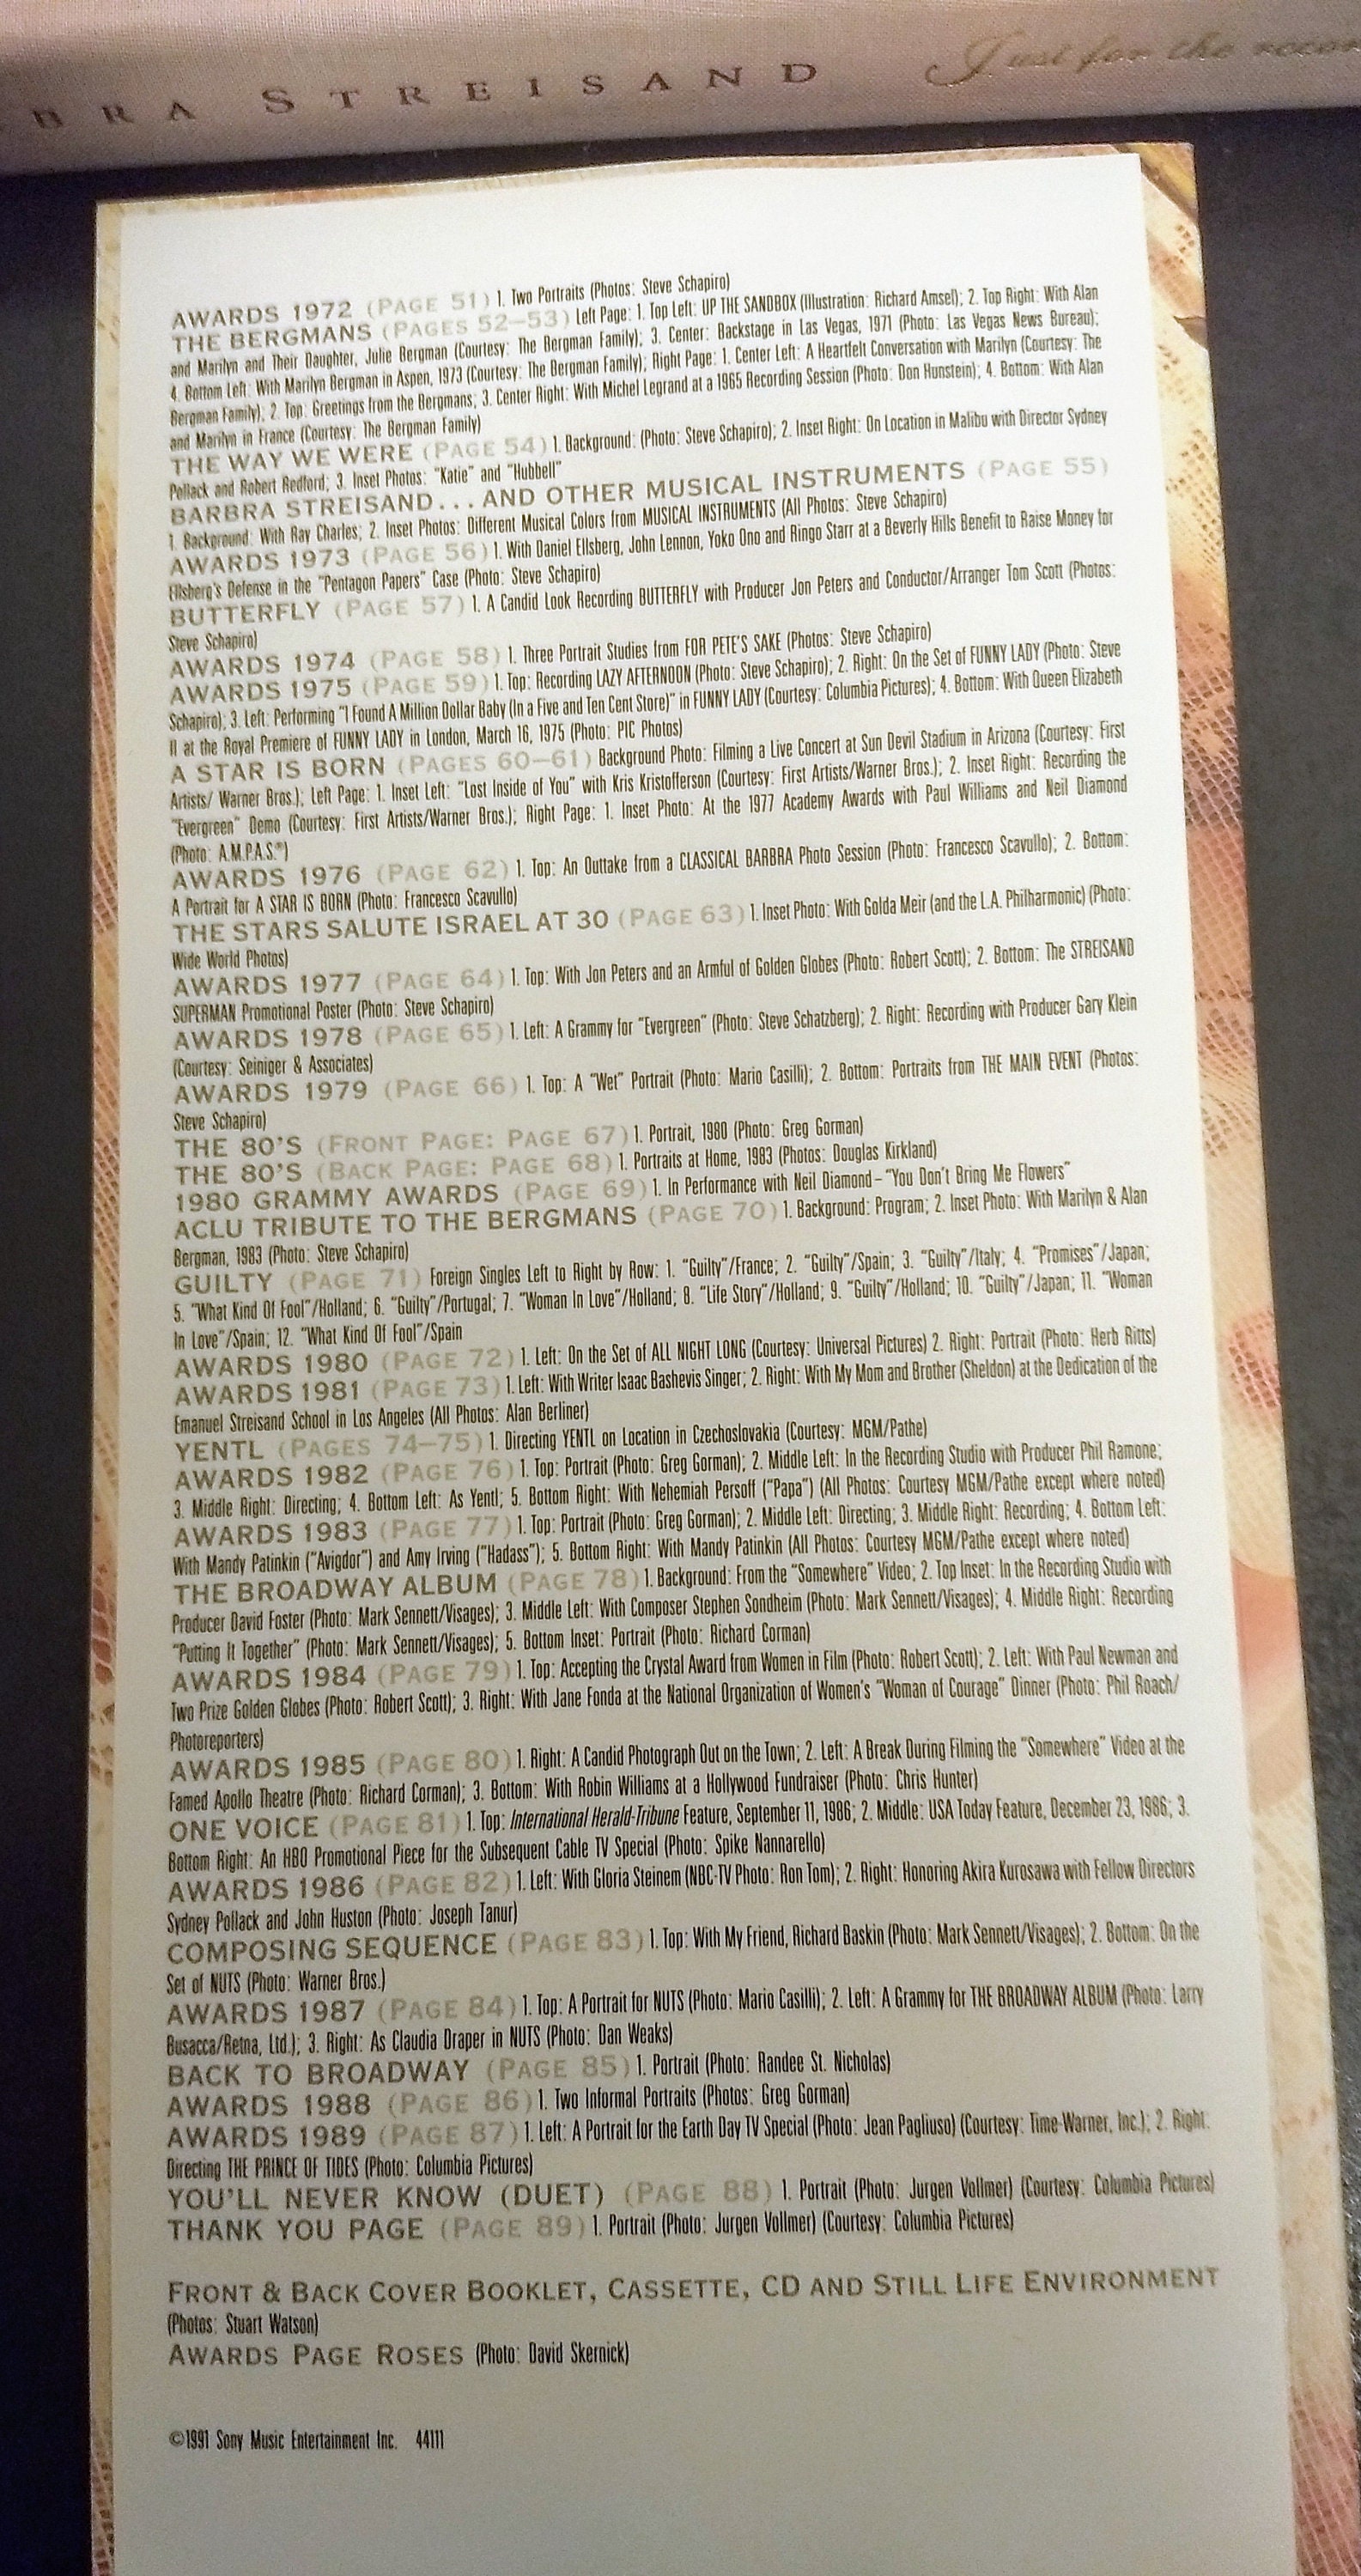 BRA STREISAND Just for the recor
AWARDS 1972 (PAGE 51) 1. Two Portraits (Photos: Steve Schapiro)
THE BERGMANS (PAGES 52–53) Left Page: 1. Top Left: UP THE SANDBOX (Illustration: Richard Amsel); 2. Top Right: With Alan
and Marilyn and Their Daughter, Julie Bergman (Courtesy: The Bergman Family); 3. Center: Backstage in Las Vegas, 1971 (Photo: Las Vegas News Bureau);
4. Bottom Left: With Marilyn Bergman in Aspen, 1973 (Courtesy: The Bergman Family); Right Page: 1. Center Left: A Heartfelt Conversation with Marilyn (Courtesy: The
Bergman Family); 2. Top: Greetings from the Bergmans; 3. Center Right: With Michel Legrand at a 1965 Recording Session (Photo: Don Hunstein); 4. Bottom: With Alan
and Marilyn in France (Courtesy: The Bergman Family)
THE WAY WE WERE (PAGE 54) 1. Background: (Photo: Steve Schapiro); 2. Inset Right: On Location in Malibu with Director Sydney
Pollack and Robert Redford; 3. Inset Photos: "Katie" and "Hubbell"
BARBRA STREISAND... AND OTHER MUSICAL INSTRUMENTS (PAGE 55)
1. Background: With Ray Charles; 2. Inset Photos: Different Musical Colors from MUSICAL INSTRUMENTS (All Photos: Steve Schapiro)
AWARDS 1973 (PAGE 56) 1. With Daniel Ellsberg, John Lennon, Yoko Ono and Ringo Starr at a Beverly Hills Benefit to Raise Money for
Ellsberg's Defense in the "Pentagon Papers" Case (Photo: Steve Schapiro)
BUTTERFLY (PAGE 57) 1. A Candid Look Recording BUTTERFLY with Producer Jon Peters and Conductor/Arranger Tom Scott (Photos:
Steve Schapiro)
AWARDS 1974 (PAGE 58) 1. Three Portrait Studies from FOR PETE'S SAKE (Photos: Steve Schapiro)
AWARDS 1975 (PAGE 59) 1. Top: Recording LAZY AFTERNOON (Photo: Steve Schapiro); 2. Right: On the Set of FUNNY LADY (Photo: Steve
Schapiro); 3. Left: Performing "I Found A Million Dollar Baby (In a Five and Ten Cent Store)" in FUNNY LADY (Courtesy: Columbia Pictures); 4. Bottom: With Queen Elizabeth
II at the Royal Premiere of FUNNY LADY in London, March 16, 1975 (Photo: PIC Photos)
A STAR IS BORN (PAGES 60–61) Background Photo: Filming a Live Concert at Sun Devil Stadium in Arizona (Courtesy: First
Artists/ Warner Bros.); Left Page: 1. Inset Left: "Lost Inside of You" with Kris Kristofferson (Courtesy: First Artists/Warner Bros.); 2. Inset Right: Recording the
"Evergreen" Demo (Courtesy: First Artists/Warner Bros.); Right Page: 1. Inset Photo: At the 1977 Academy Awards with Paul Williams and Neil Diamond
(Photo: A.M.P.A.S.®)
AWARDS 1976 (PAGE 62) 1. Top: An Outtake from a CLASSICAL BARBRA Photo Session (Photo: Francesco Scavullo); 2. Bottom:
A Portrait for A STAR IS BORN (Photo: Francesco Scavullo)
THE STARS SALUTE ISRAEL AT 30 (PAGE 63) 1. Inset Photo: With Golda Meir (and the L.A. Philharmonic) (Photo:
Wide World Photos)
AWARDS 1977 (PAGE 64) 1. Top: With Jon Peters and an Armful of Golden Globes (Photo: Robert Scott); 2. Bottom: The STREISAND
SUPERMAN Promotional Poster (Photo: Steve Schapiro)
AWARDS 1978 (PAGE 65) 1. Left: A Grammy for "Evergreen" (Photo: Steve Schatzberg); 2. Right: Recording with Producer Gary Klein
(Courtesy: Seiniger & Associates)
AWARDS 1979 (PAGE 66) 1. Top: A "Wet" Portrait (Photo: Mario Casilli); 2. Bottom: Portraits from THE MAIN EVENT (Photos:
Steve Schapiro)
THE 80'S (FRONT PAGE: PAGE 67) 1. Portrait, 1980 (Photo: Greg Gorman)
THE 80'S (BACK PAGE: PAGE 68) 1. Portraits at Home, 1983 (Photos: Douglas Kirkland)
1980 GRAMMY AWARDS (PAGE 69) 1. In Performance with Neil Diamond–"You Don't Bring Me Flowers"
ACLU TRIBUTE TO THE BERGMANS (PAGE 70) 1. Background: Program; 2. Inset Photo: With Marilyn & Alan
Bergman, 1983 (Photo: Steve Schapiro)
GUILTY (PAGE 71) Foreign Singles Left to Right by Row: 1. "Guilty"/France; 2. "Guilty"/Spain; 3. "Guilty"/Italy; 4. "Promises"/Japan;
5. "What Kind Of Fool"/Holland; 6. "Guilty"/Portugal; 7. "Woman In Love"/Holland; 8. "Life Story"/Holland; 9. "Guilty"/Holland; 10. "Guilty"/Japan; 11. "Woman
In Love"/Spain; 12. "What Kind Of Fool"/Spain
AWARDS 1980 (PAGE 72) 1. Left: On the Set of ALL NIGHT LONG (Courtesy: Universal Pictures) 2. Right: Portrait (Photo: Herb Ritts)
AWARDS 1981 (PAGE 73) 1. Left: With Writer Isaac Bashevis Singer; 2. Right: With My Mom and Brother (Sheldon) at the Dedication of the
Emanuel Streisand School in Los Angeles (All Photos: Alan Berliner)
YENTL (PAGES 74–75) 1. Directing YENTL on Location in Czechoslovakia (Courtesy: MGM/Pathe)
AWARDS 1982 (PAGE 76) 1. Top: Portrait (Photo: Greg Gorman); 2. Middle Left: In the Recording Studio with Producer Phil Ramone;
3. Middle Right: Directing; 4. Bottom Left: As Yentl; 5. Bottom Right: With Nehemiah Persoff ("Papa") (All Photos: Courtesy MGM/Pathe except where noted)
AWARDS 1983 (PAGE 77) 1. Top: Portrait (Photo: Greg Gorman); 2. Middle Left: Directing; 3. Middle Right: Recording; 4. Bottom Left:
With Mandy Patinkin ("Avigdor") and Amy Irving ("Hadass"); 5. Bottom Right: With Mandy Patinkin (All Photos: Courtesy MGM/Pathe except where noted)
THE BROADWAY ALBUM (PAGE 78) 1. Background: From the "Somewhere" Video; 2. Top Inset: In the Recording Studio with
Producer David Foster (Photo: Mark Sennett/Visages); 3. Middle Left: With Composer Stephen Sondheim (Photo: Mark Sennett/Visages); 4. Middle Right: Recording
"Putting It Together" (Photo: Mark Sennett/Visages); 5. Bottom Inset: Portrait (Photo: Richard Corman)
AWARDS 1984 (PAGE 79) 1. Top: Accepting the Crystal Award from Women in Film (Photo: Robert Scott); 2. Left: With Paul Newman and
Two Prize Golden Globes (Photo: Robert Scott); 3. Right: With Jane Fonda at the National Organization of Women's "Woman of Courage" Dinner (Photo: Phil Roach/
Photoreporters)
AWARDS 1985 (PAGE 80) 1. Right: A Candid Photograph Out on the Town; 2. Left: A Break During Filming the "Somewhere" Video at the
Famed Apollo Theatre (Photo: Richard Corman); 3. Bottom: With Robin Williams at a Hollywood Fundraiser (Photo: Chris Hunter)
ONE VOICE (PAGE 81) 1. Top: International Herald-Tribune Feature, September 11, 1986; 2. Middle: USA Today Feature, December 23, 1986; 3.
Bottom Right: An HBO Promotional Piece for the Subsequent Cable TV Special (Photo: Spike Nannarello)
AWARDS 1986 (PAGE 82) 1. Left: With Gloria Steinem (NBC-TV Photo: Ron Tom); 2. Right: Honoring Akira Kurosawa with Fellow Directors
Sydney Pollack and John Huston (Photo: Joseph Tanur)
COMPOSING SEQUENCE (PAGE 83) 1. Top: With My Friend, Richard Baskin (Photo: Mark Sennett/Visages); 2. Bottom: On the
Set of NUTS (Photo: Warner Bros.)
AWARDS 1987 (PAGE 84) 1. Top: A Portrait for NUTS (Photo: Mario Casilli); 2. Left: A Grammy for THE BROADWAY ALBUM (Photo: Larry
Busacca/Retna, Ltd.); 3. Right: As Claudia Draper in NUTS (Photo: Dan Weaks)
BACK TO BROADWAY (PAGE 85) 1. Portrait (Photo: Randee St. Nicholas)
AWARDS 1988 (PAGE 86) 1. Two Informal Portraits (Photos: Greg Gorman)
AWARDS 1989 (PAGE 87) 1. Left: A Portrait for the Earth Day TV Special (Photo: Jean Pagliuso) (Courtesy: Time-Warner, Inc.); 2. Right:
Directing THE PRINCE OF TIDES (Photo: Columbia Pictures)
YOU'LL NEVER KNOW (DUET) (PAGE 88) 1. Portrait (Photo: Jurgen Vollmer) (Courtesy: Columbia Pictures)
THANK YOU PAGE (PAGE 89) 1. Portrait (Photo: Jurgen Vollmer) (Courtesy: Columbia Pictures)
FRONT & BACK COVER BOOKLET, CASSETTE, CD AND STILL LIFE ENVIRONMENT
(Photos: Stuart Watson)
AWARDS PAGE ROSES (Photo: David Skernick)
©1991 Sony Music Entertainment Inc. 44111